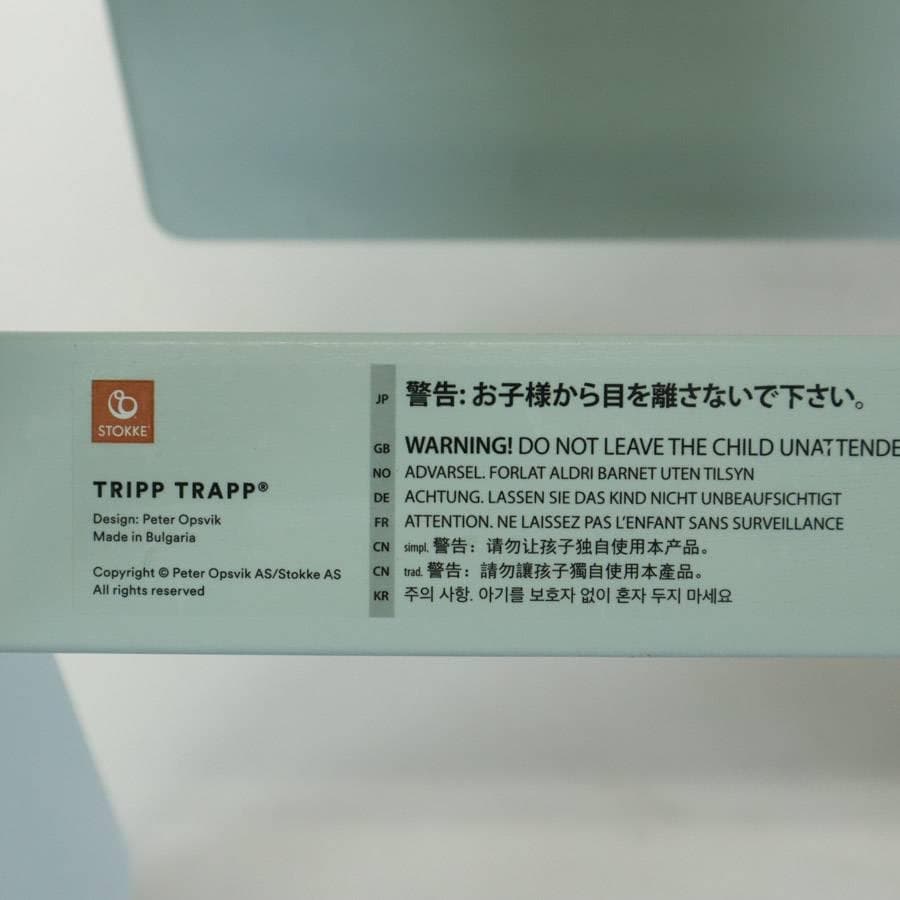 STOKKE
TRIPP TRAPP®
Design: Peter Opsvik
Made in Bulgaria
Copyright © Peter Opsvik AS/Stokke AS
All rights reserved
JP 警告: お子様から目を離さないで下さい。
GB WARNING! DO NOT LEAVE THE CHILD UNATTENDE
NO ADVARSEL. FORLAT ALDRI BARNET UTEN TILSYN
DE ACHTUNG. LASSEN SIE DAS KIND NICHT UNBEAUFSICHTIGT
FR ATTENTION. NE LAISSEZ PAS L'ENFANT SANS SURVEILLANCE
CN simpl. 警告：请勿让孩子独自使用本产品。
CN trad. 警告：請勿讓孩子獨自使用本產品。
KR 주의 사항. 아기를 보호자 없이 혼자 두지 마세요